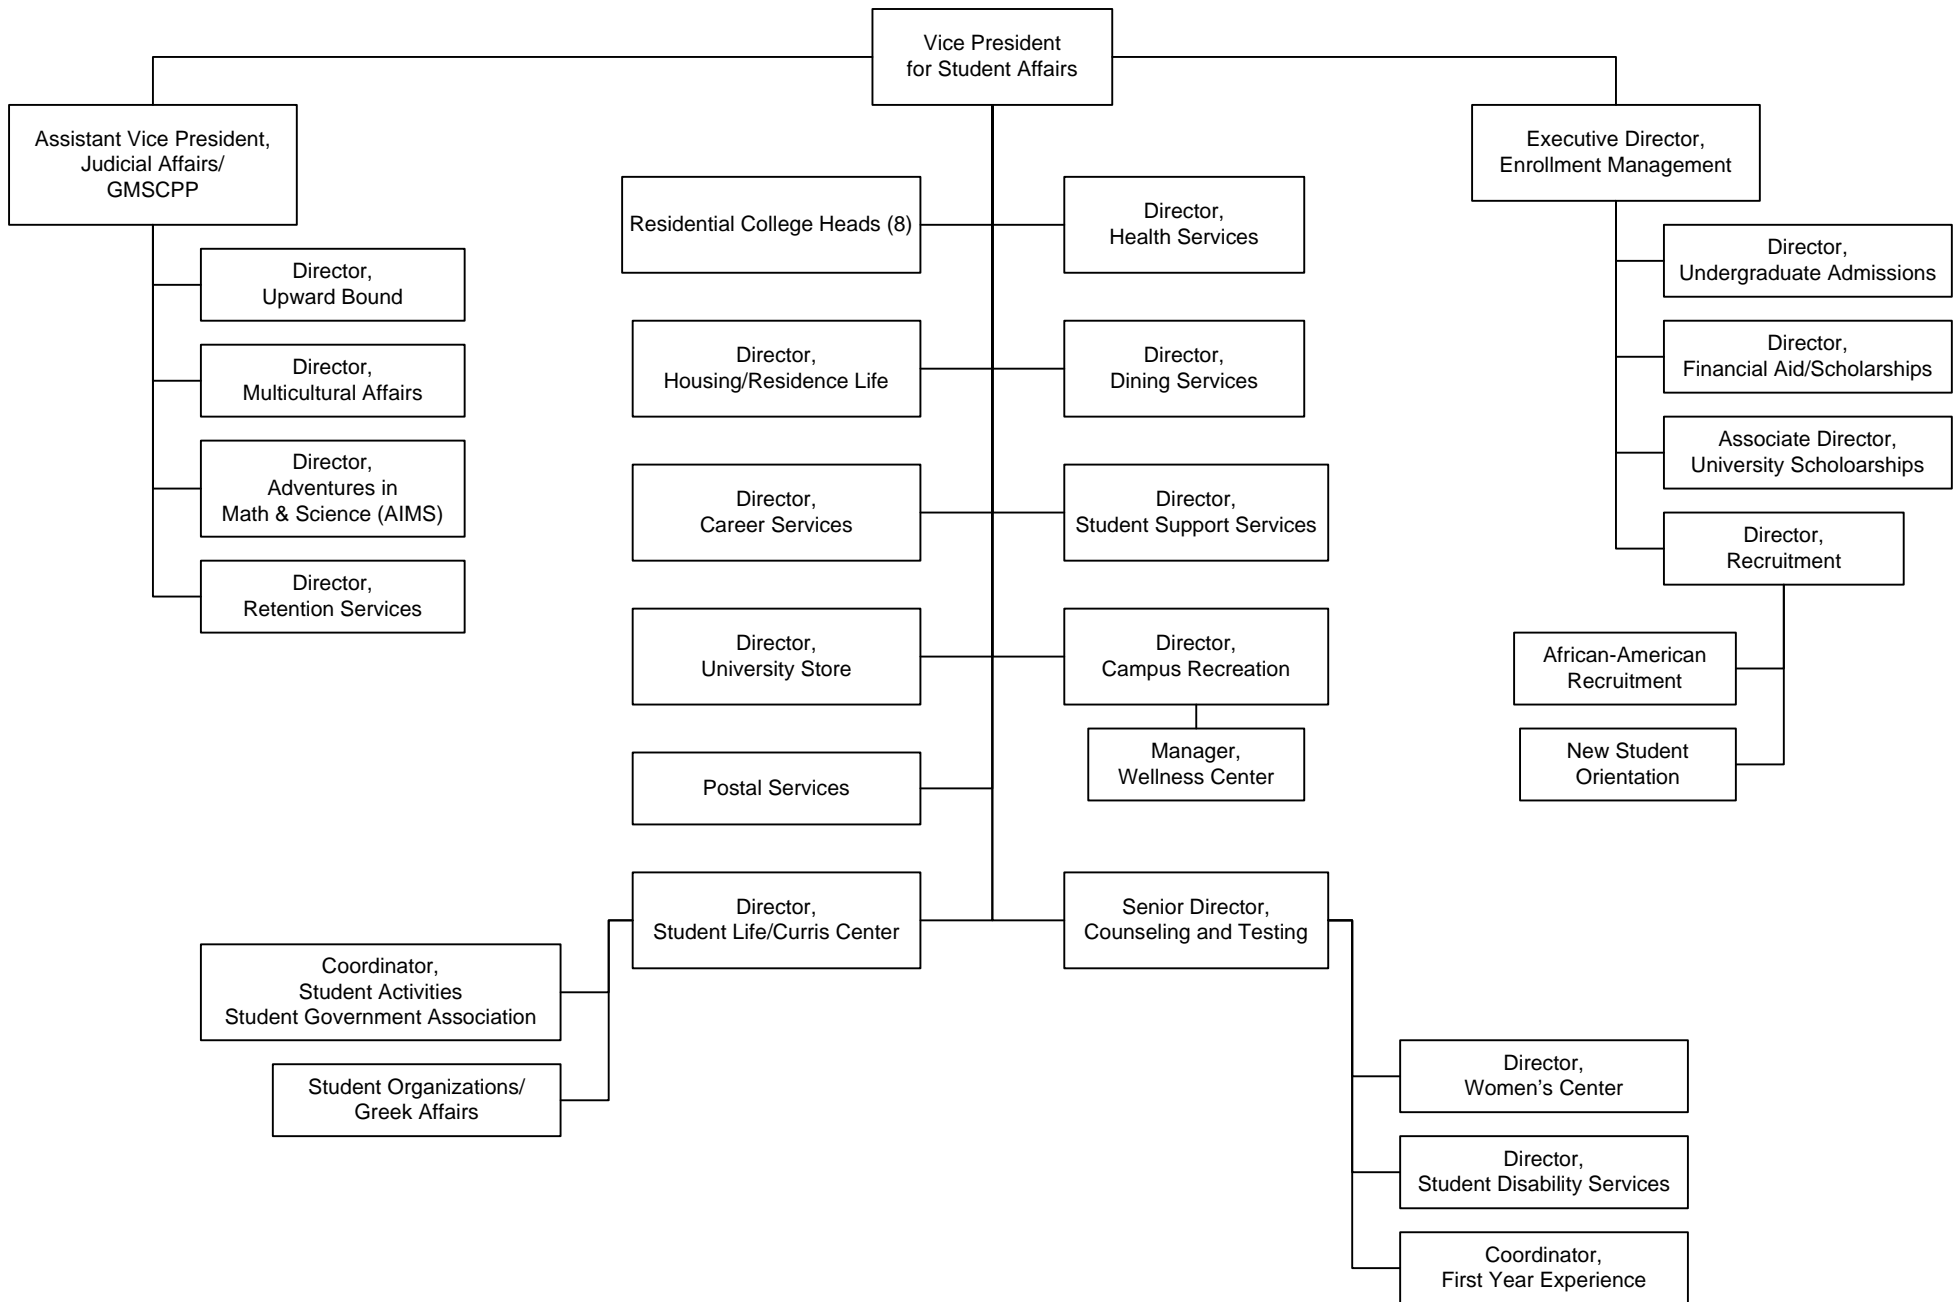 Vice President
for Student Affairs
Assistant Vice President,
Judicial Affairs/
GMSCPP
Executive Director,
Enrollment Management
Director,
Upward Bound
Director,
Multicultural Affairs
Director,
Adventures in
Math & Science (AIMS)
Director,
Retention Services
Residential College Heads (8)
Director,
Health Services
Director,
Housing/Residence Life
Director,
Dining Services
Director,
Career Services
Director,
Student Support Services
Director,
University Store
Director,
Campus Recreation
Manager,
Wellness Center
Postal Services
Director,
Student Life/Curris Center
Senior Director,
Counseling and Testing
Coordinator,
Student Activities
Student Government Association
Student Organizations/
Greek Affairs
Director,
Women’s Center
Director,
Student Disability Services
Coordinator,
First Year Experience
Director,
Undergraduate Admissions
Director,
Financial Aid/Scholarships
Associate Director,
University Scholoarships
Director,
Recruitment
African-American
Recruitment
New Student
Orientation